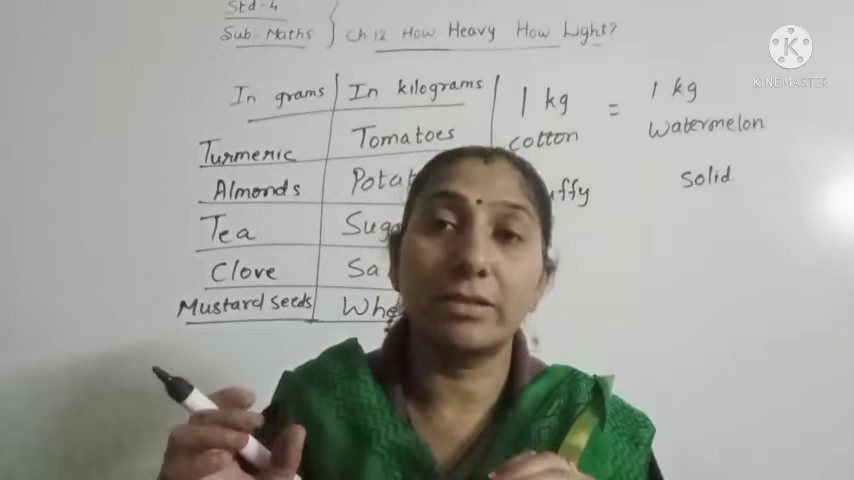 Std-4
Sub-Maths
Ch 12 How Heavy How Light?
In grams
Turmeric
Almonds
Tea
Clove
Mustard Seeds
In kilograms
Tomatoes
1 kg = 1 kg
cotton
watermelon
solid
KINEMASTER